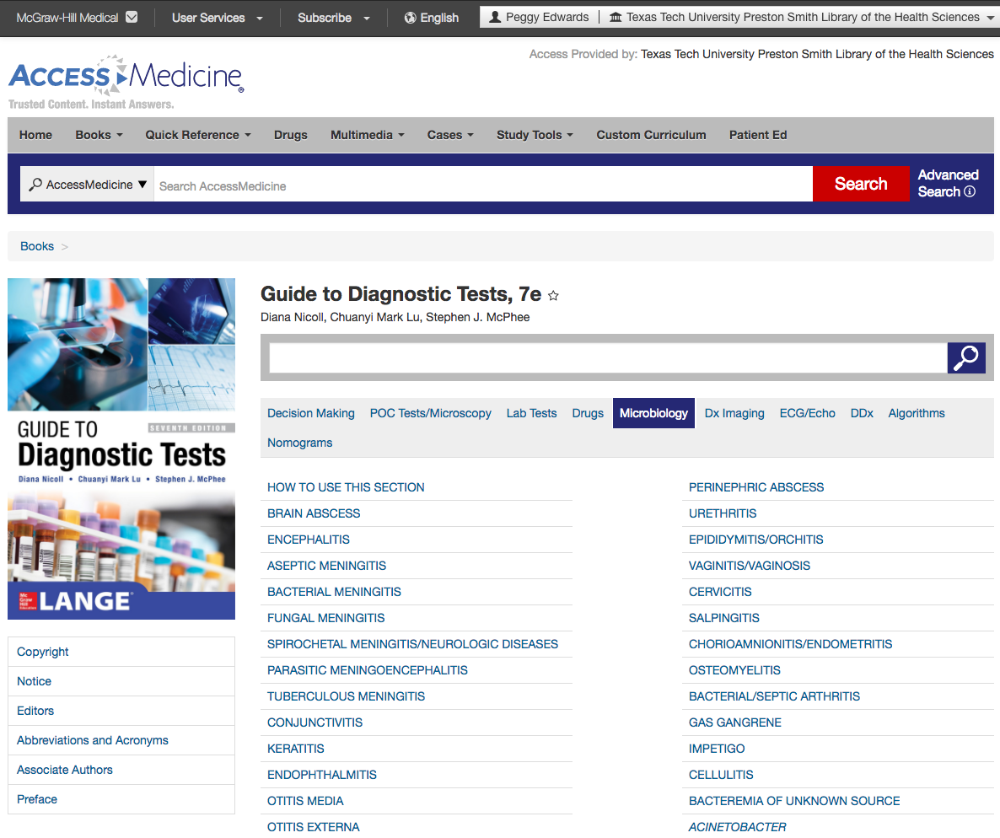 McGraw-Hill Medical User Services Subscribe English Peggy Edwards | Texas Tech University Preston Smith Library of the Health Sciences
Access Provided by: Texas Tech University Preston Smith Library of the Health Sciences
ACCESS Medicine®
Trusted Content. Instant Answers.
Home Books Quick Reference Drugs Multimedia Cases Study Tools Custom Curriculum Patient Ed
AccessMedicine Search AccessMedicine Search Advanced Search
Books >
Guide to Diagnostic Tests, 7e
Diana Nicoll, Chuanyi Mark Lu, Stephen J. McPhee
SEVENTH EDITION
GUIDE TO
Diagnostic Tests
Diana Nicoll • Chuanyi Mark Lu • Stephen J. McPhee
Mc
Graw
Hill
Education
LANGE®
Copyright
Notice
Editors
Abbreviations and Acronyms
Associate Authors
Preface
Decision Making POC Tests/Microscopy Lab Tests Drugs Microbiology Dx Imaging ECG/Echo DDx Algorithms
Nomograms
HOW TO USE THIS SECTION
BRAIN ABSCESS
ENCEPHALITIS
ASEPTIC MENINGITIS
BACTERIAL MENINGITIS
FUNGAL MENINGITIS
SPIROCHETAL MENINGITIS/NEUROLOGIC DISEASES
PARASITIC MENINGOENCEPHALITIS
TUBERCULOUS MENINGITIS
CONJUNCTIVITIS
KERATITIS
ENDOPHTHALMITIS
OTITIS MEDIA
OTITIS EXTERNA
PERINEPHRIC ABSCESS
URETHRITIS
EPIDIDYMITIS/ORCHITIS
VAGINITIS/VAGINOSIS
CERVICITIS
SALPINGITIS
CHORIOAMNIONITIS/ENDOMETRITIS
OSTEOMYELITIS
BACTERIAL/SEPTIC ARTHRITIS
GAS GANGRENE
IMPETIGO
CELLULITIS
BACTEREMIA OF UNKNOWN SOURCE
ACINETOBACTER